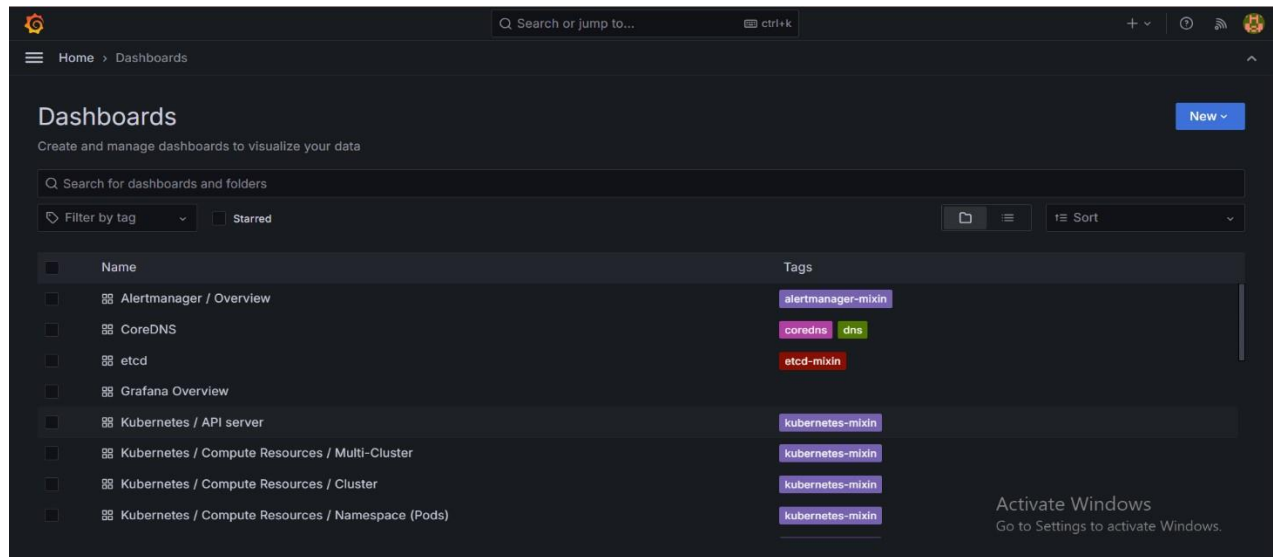 Search or jump to... ctrl+k
Home › Dashboards
Dashboards
New
Create and manage dashboards to visualize your data
Search for dashboards and folders
Filter by tag Starred Sort
Name Tags
Alertmanager / Overview alertmanager-mixin
CoreDNS coredns dns
etcd etcd-mixin
Grafana Overview
Kubernetes / API server kubernetes-mixin
Kubernetes / Compute Resources / Multi-Cluster kubernetes-mixin
Kubernetes / Compute Resources / Cluster kubernetes-mixin
Kubernetes / Compute Resources / Namespace (Pods) kubernetes-mixin
Activate Windows
Go to Settings to activate Windows.